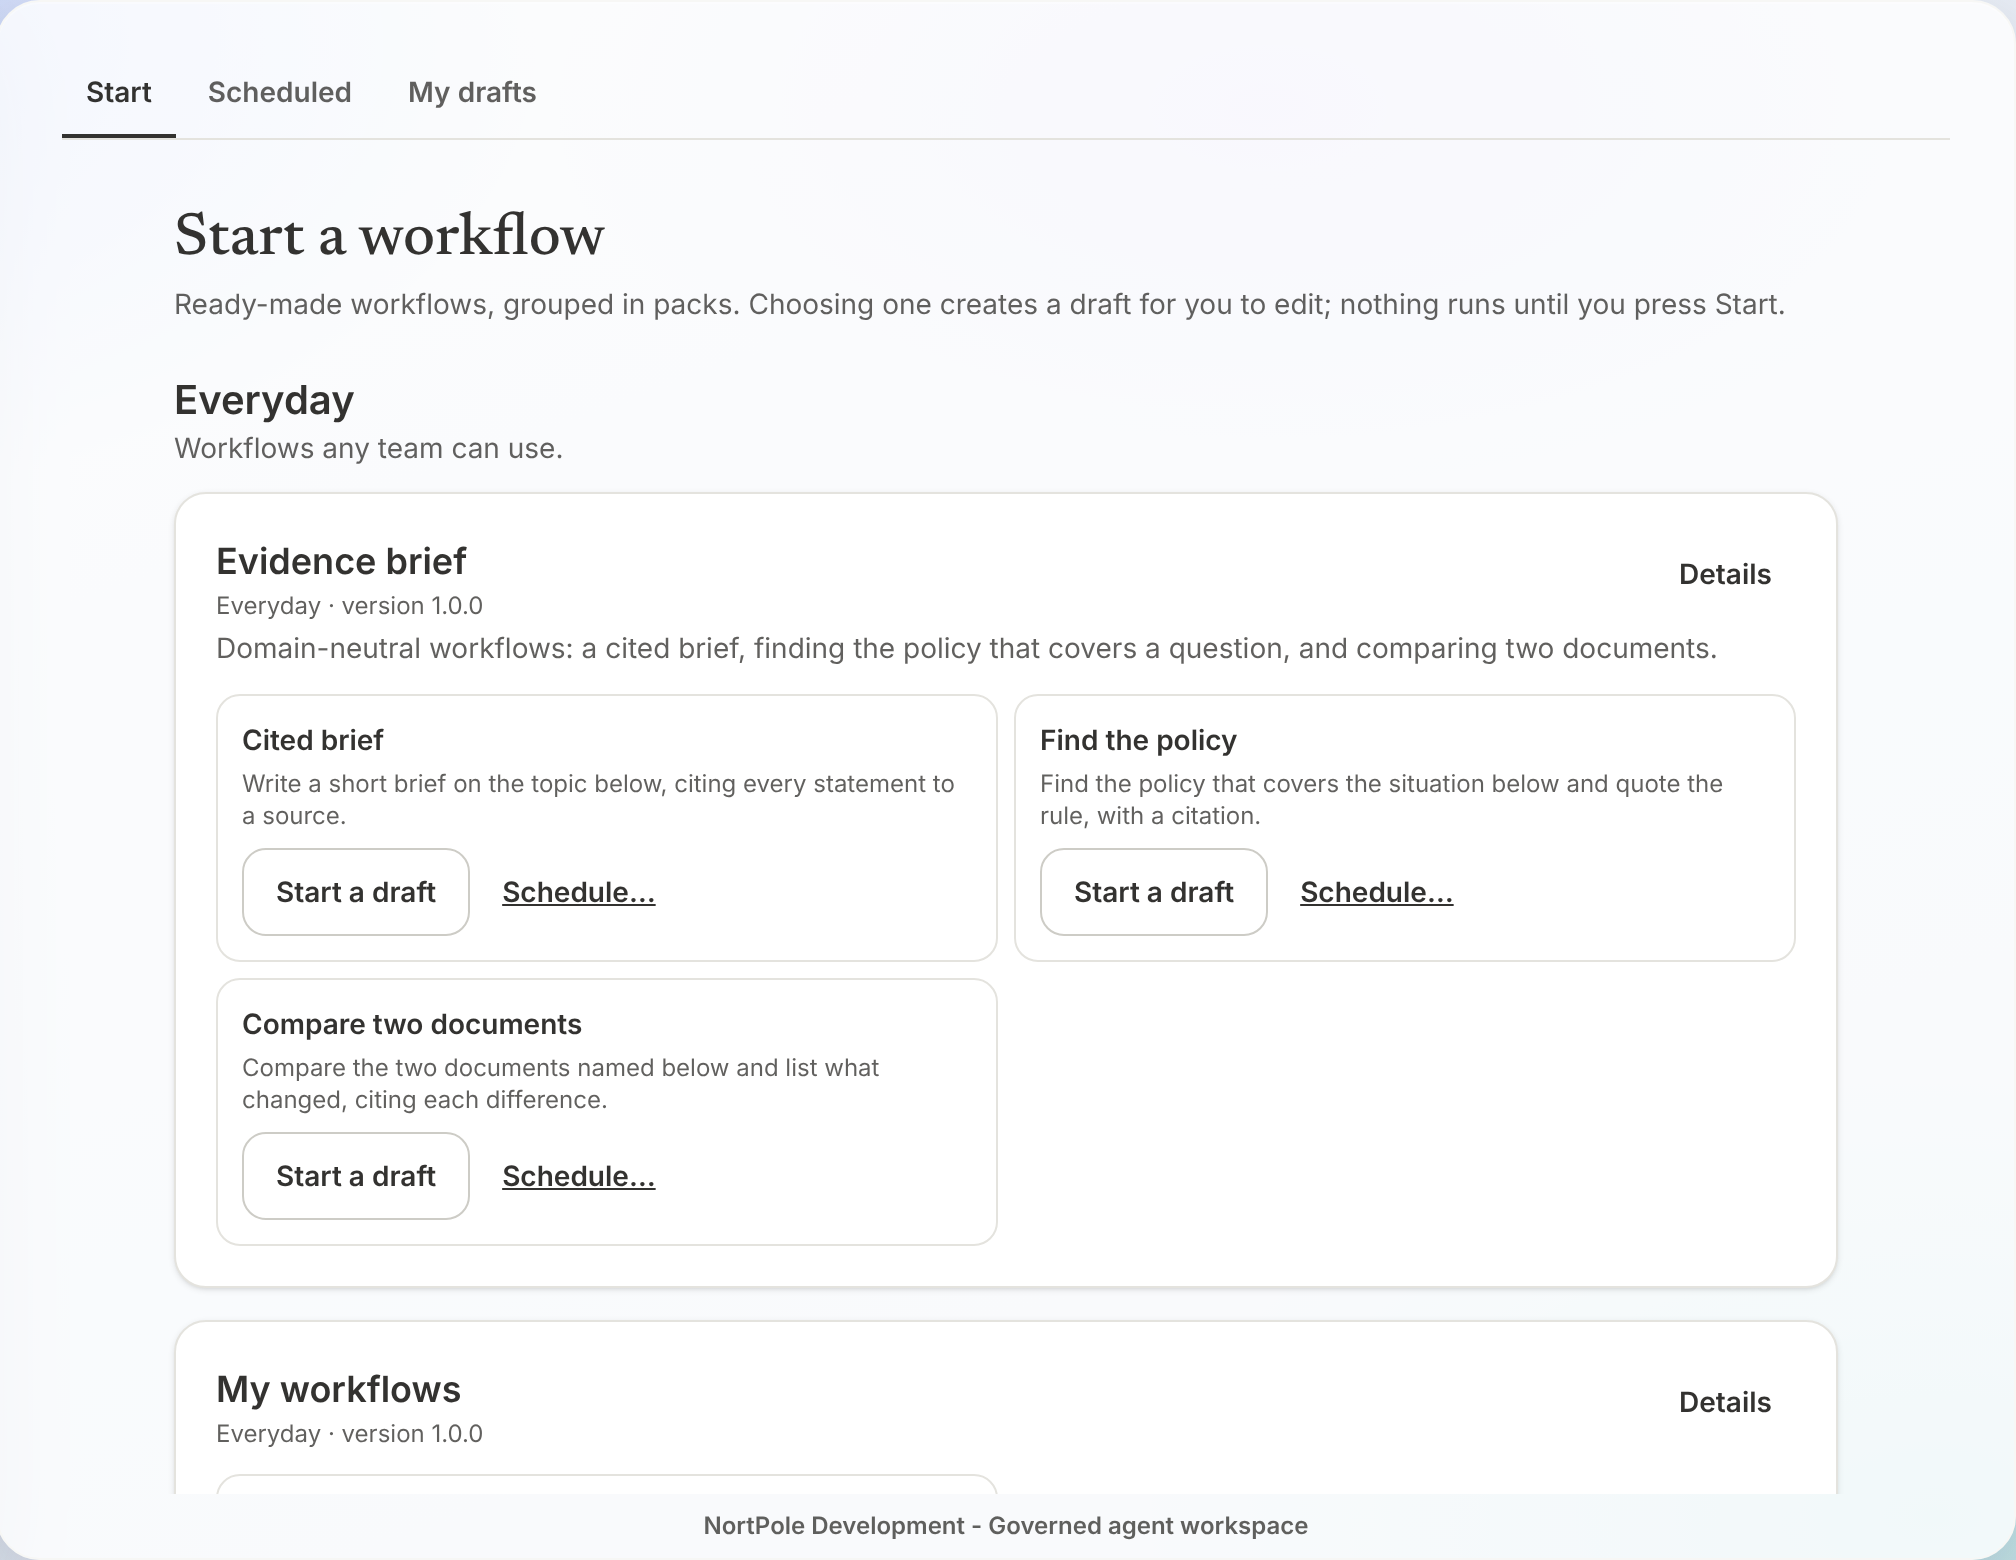 Start
Scheduled
My drafts
Start a workflow
Ready-made workflows, grouped in packs. Choosing one creates a draft for you to edit; nothing runs until you press Start.
Everyday
Workflows any team can use.
Evidence brief
Details
Everyday · version 1.0.0
Domain-neutral workflows: a cited brief, finding the policy that covers a question, and comparing two documents.
Cited brief
Write a short brief on the topic below, citing every statement to
a source.
Start a draft
Schedule...
Find the policy
Find the policy that covers the situation below and quote the
rule, with a citation.
Start a draft
Schedule...
Compare two documents
Compare the two documents named below and list what
changed, citing each difference.
Start a draft
Schedule...
My workflows
Details
Everyday · version 1.0.0
NortPole Development - Governed agent workspace